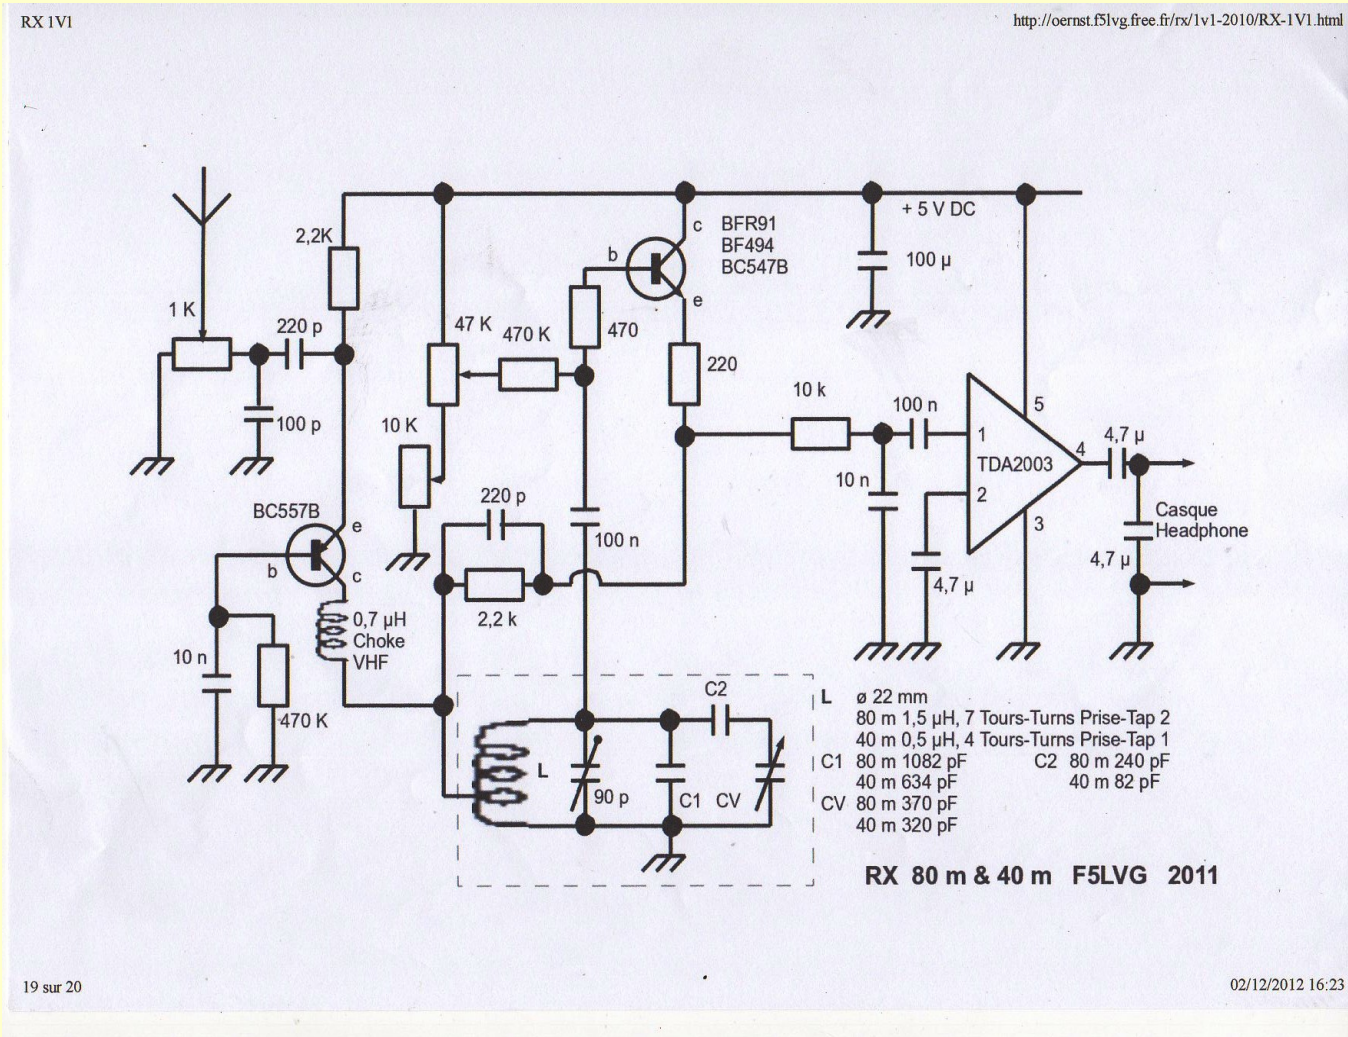 RX 1V1
http://oernst.f5lvg.free.fr/rx/1v1-2010/RX-1V1.html
+ 5 V DC
2,2K
1 K
220 p
100 p
47 K
470 K
10 K
b
c
e
BFR91
BF494
BC547B
470
220
100 µ
10 k
100 n
10 n
1
2
3
4
5
TDA2003
4,7 µ
4,7 µ
4,7 µ
Casque
Headphone
BC557B
b
e
c
10 n
470 K
0,7 µH
Choke
VHF
220 p
2,2 k
100 n
L
90 p
C1
C2
CV
L ø 22 mm
80 m 1,5 µH, 7 Tours-Turns Prise-Tap 2
40 m 0,5 µH, 4 Tours-Turns Prise-Tap 1
C1 80 m 1082 pF C2 80 m 240 pF
40 m 634 pF 40 m 82 pF
CV 80 m 370 pF
40 m 320 pF
RX 80 m & 40 m F5LVG 2011
19 sur 20
02/12/2012 16:23